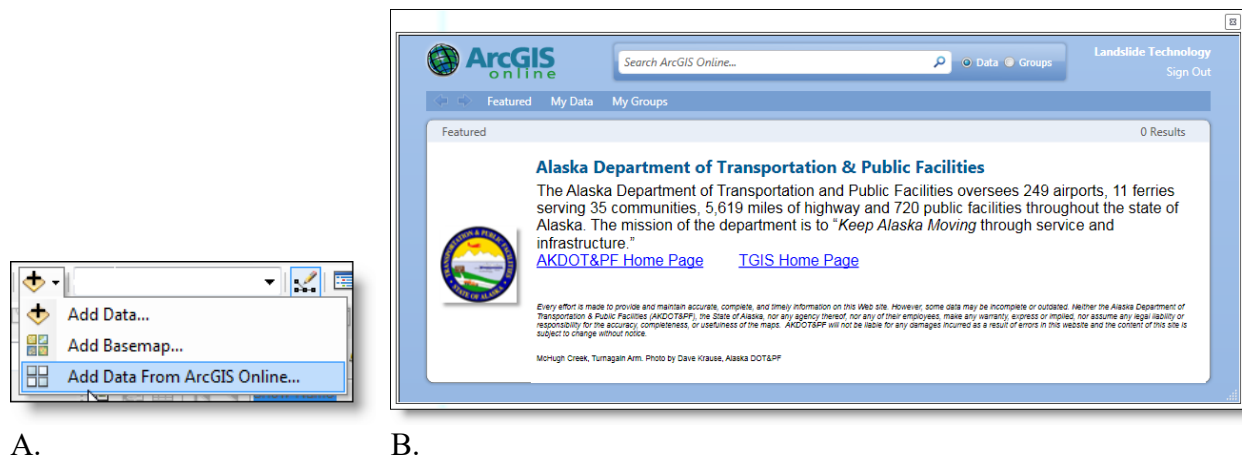 ArcGIS
online
Search ArcGIS Online...
Data
Groups
Landslide Technology
Sign Out
Featured
My Data
My Groups
Featured
0 Results
Alaska Department of Transportation & Public Facilities
The Alaska Department of Transportation and Public Facilities oversees 249 airports, 11 ferries
serving 35 communities, 5,619 miles of highway and 720 public facilities throughout the state of
Alaska. The mission of the department is to “Keep Alaska Moving through service and
infrastructure.”
AKDOT&PF Home Page
TGIS Home Page
Every effort is made to provide and maintain accurate, complete, and timely information on this Web site. However, some data may be incomplete or outdated. Neither the Alaska Department of
Transportation & Public Facilities (AKDOT&PF), the State of Alaska, nor any agency thereof, nor any of their employees, make any warranty, express or implied, nor assume any legal liability or
responsibility for the accuracy, completeness, or usefulness of the maps. AKDOT&PF will not be liable for any damages incurred as a result of errors in this website and the content of this site is
subject to change without notice.
McHugh Creek, Turnagain Arm. Photo by Dave Krause, Alaska DOT&PF
Add Data...
Add Basemap...
Add Data From ArcGIS Online...
A.
B.